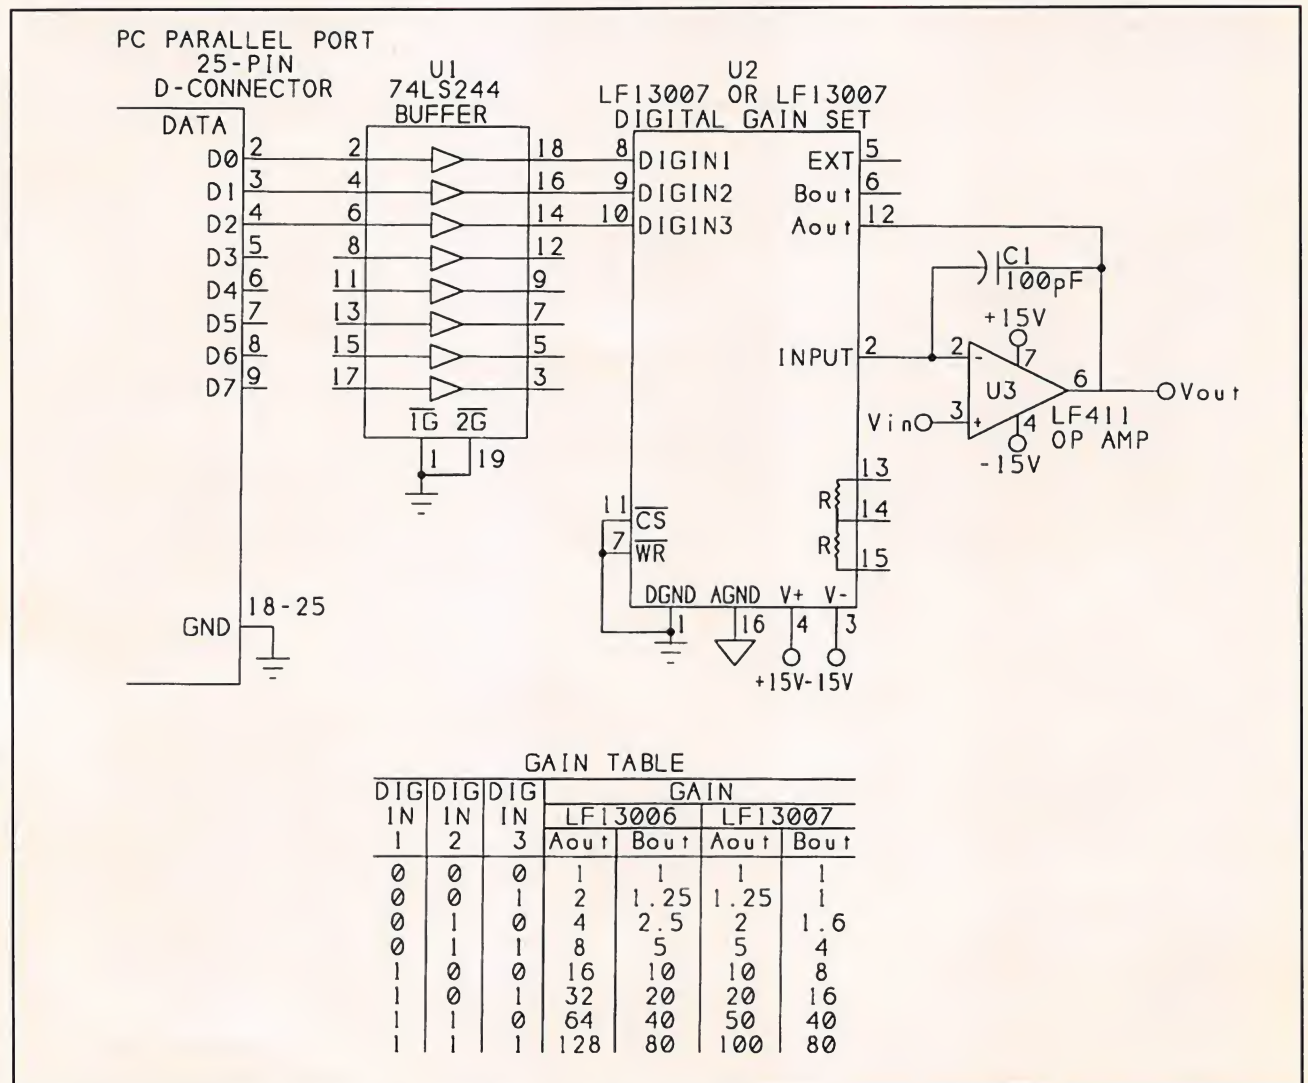 PC PARALLEL PORT
25-PIN
D-CONNECTOR
U1
74LS244
BUFFER
U2
LF13007 OR LF13007
DIGITAL GAIN SET
DATA
D0 2
D1 3
D2 4
D3 5
D4 6
D5 7
D6 8
D7 9
GND
18-25
2 18
4 16
6 14
8 12
11 9
13 7
15 5
17 3
1G 2G
1 19
8 DIGIN1
9 DIGIN2
10 DIGIN3
EXT 5
Bout 6
Aout 12
INPUT 2
11 CS
7 WR
R
R
13
14
15
DGND AGND V+ V-
1 16 4 3
+15V-15V
C1
100pF
+15V
7
2 -
U3
6
Vout
Vin 3 +
4
-15V
LF411
OP AMP
GAIN TABLE
DIG DIG DIG GAIN
IN IN IN LF13006 LF13007
1 2 3 Aout Bout Aout Bout
0 0 0 1 1 1 1
0 0 1 2 1.25 1.25 1
0 1 0 4 2.5 2 1.6
0 1 1 8 5 5 4
1 0 0 16 10 10 8
1 0 1 32 20 20 16
1 1 0 64 40 50 40
1 1 1 128 80 100 80